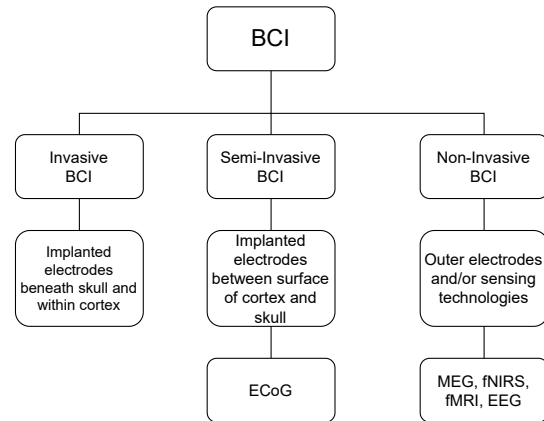 BCI
Invasive
BCI
Semi-Invasive
BCI
Non-Invasive
BCI
Implanted
electrodes
beneath skull and
within cortex
Implanted
electrodes
between surface
of cortex and
skull
Outer electrodes
and/or sensing
technologies
ECoG
MEG, fNIRS,
fMRI, EEG